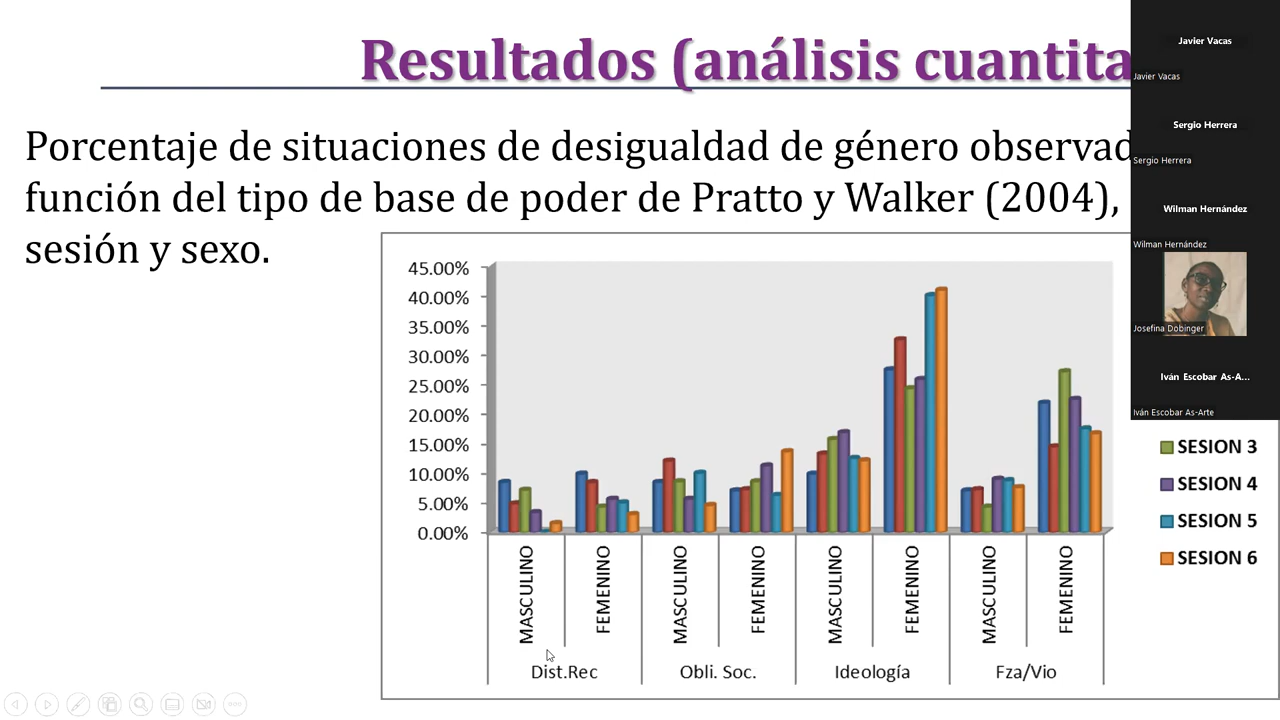 Resultados (análisis cuantita
Porcentaje de situaciones de desigualdad de género observad
función del tipo de base de poder de Pratto y Walker (2004),
sesión y sexo.
45.00%
40.00%
35.00%
30.00%
25.00%
20.00%
15.00%
10.00%
5.00%
0.00%
MASCULINO
FEMENINO
MASCULINO
FEMENINO
MASCULINO
FEMENINO
MASCULINO
FEMENINO
Dist.Rec
Obli. Soc.
Ideología
Fza/Vio
SESION 3
SESION 4
SESION 5
SESION 6
Javier Vacas
Javier Vacas
Sergio Herrera
Sergio Herrera
Wilman Hernández
Wilman Hernández
Josefina Dobinger
Iván Escobar As-A...
Iván Escobar As-Arte